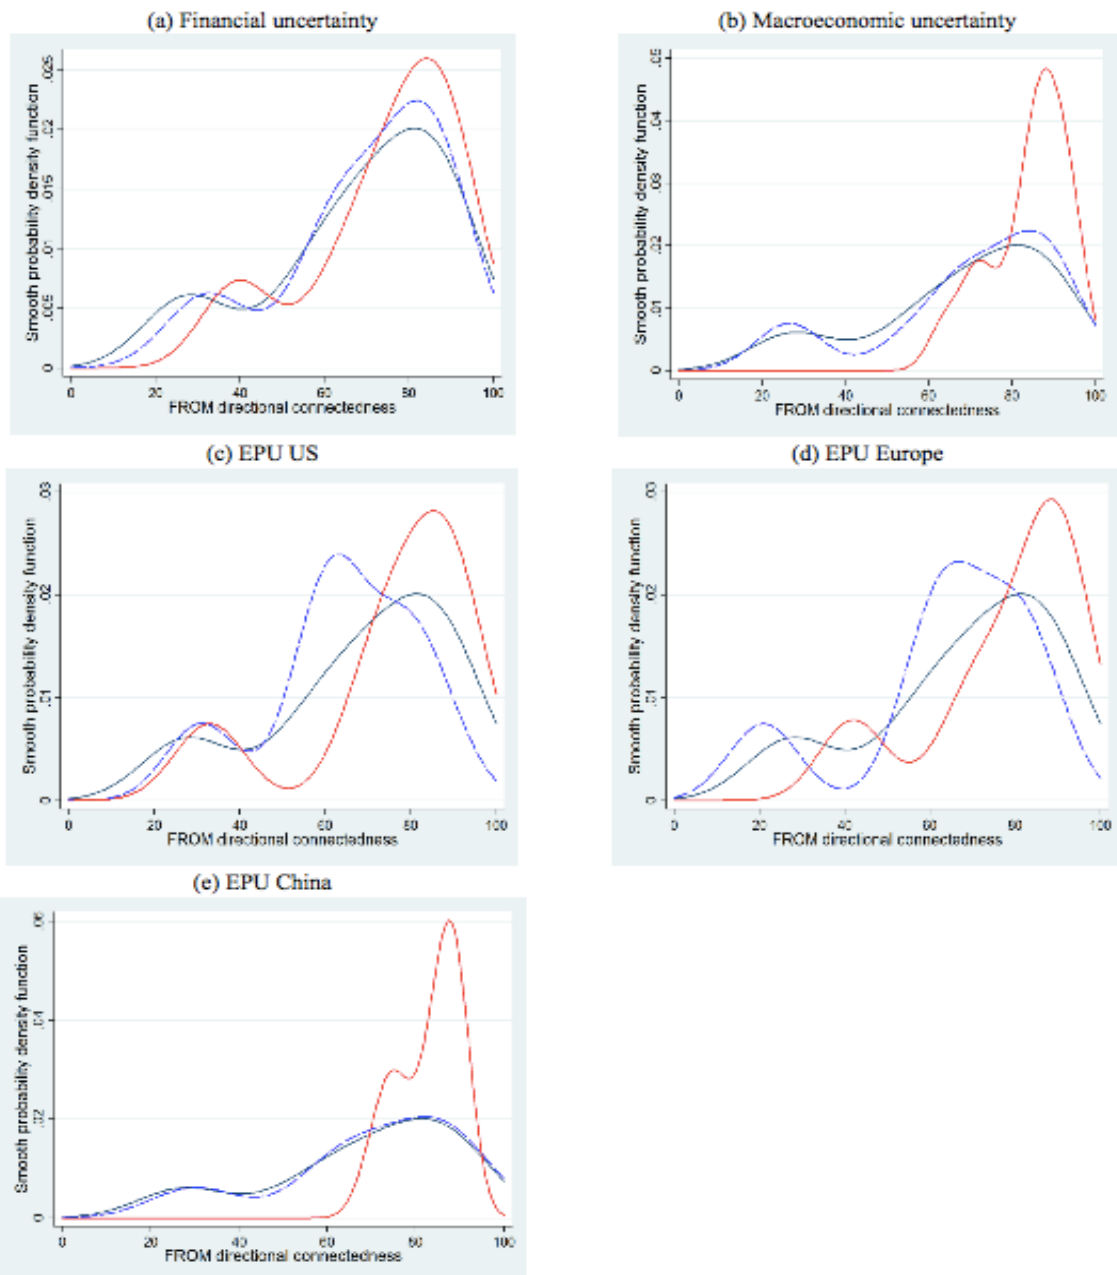 (a) Financial uncertainty
Smooth probability density function
0 .005 .01 .015 .02 .025
0 20 40 60 80 100
FROM directional connectedness
(b) Macroeconomic uncertainty
Smooth probability density function
0 .01 .02 .03 .04 .05
0 20 40 60 80 100
FROM directional connectedness
(c) EPU US
Smooth probability density function
0 .01 .02 .03
0 20 40 60 80 100
FROM directional connectedness
(d) EPU Europe
Smooth probability density function
0 .01 .02 .03
0 20 40 60 80 100
FROM directional connectedness
(e) EPU China
Smooth probability density function
0 .02 .04 .06
0 20 40 60 80 100
FROM directional connectedness